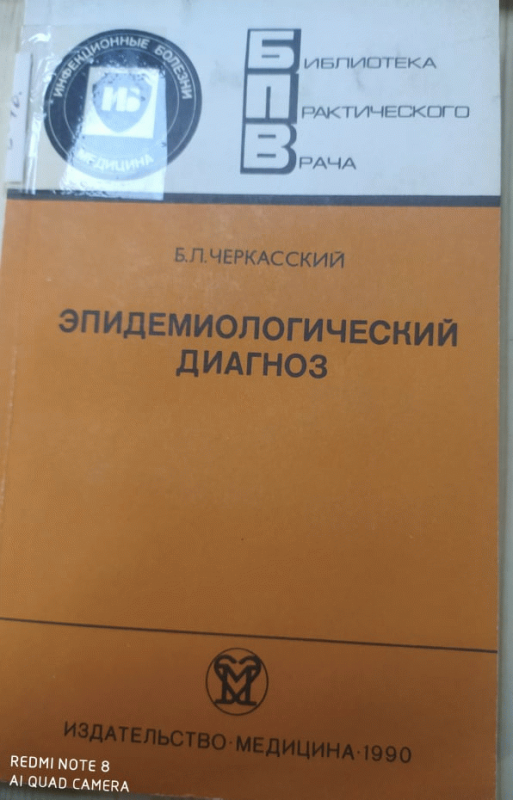 ИНФЕКЦИОННЫЕ БОЛЕЗНИ
ИБ
МЕДИЦИНА
БИБЛИОТЕКА
ПРАКТИЧЕСКОГО
ВРАЧА
Б.Л.ЧЕРКАССКИЙ
ЭПИДЕМИОЛОГИЧЕСКИЙ
ДИАГНОЗ
ИЗДАТЕЛЬСТВО·МЕДИЦИНА·1990
REDMI NOTE 8
AI QUAD CAMERA